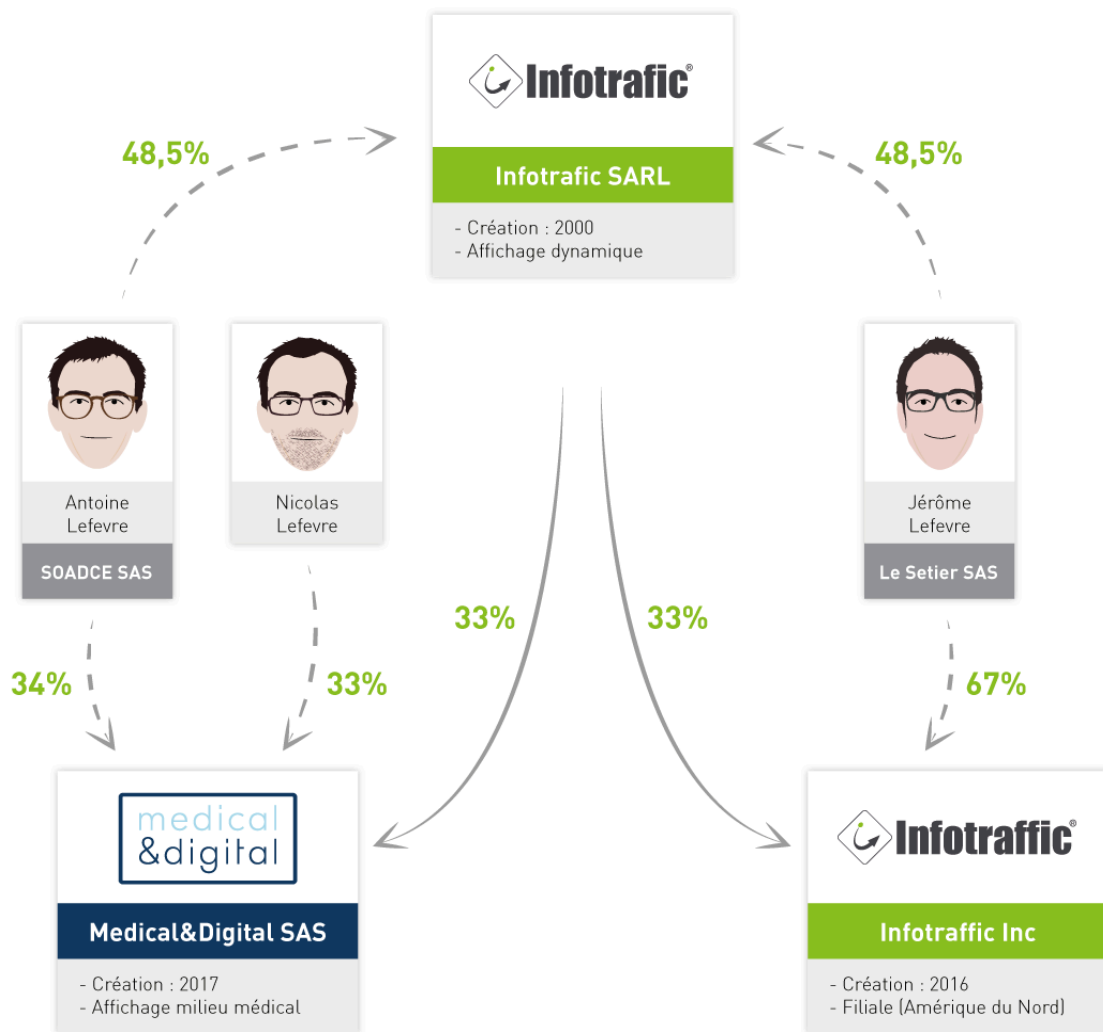 Infotrafic®
48,5%
48,5%
Infotrafic SARL
- Création : 2000
- Affichage dynamique
Antoine
Lefevre
SOADCE SAS
Nicolas
Lefevre
Jérôme
Lefevre
Le Setier SAS
34%
33%
33%
33%
67%
medical
&digital
Medical&Digital SAS
- Création : 2017
- Affichage milieu médical
Infotraffic®
Infotraffic Inc
- Création : 2016
- Filiale (Amérique du Nord)